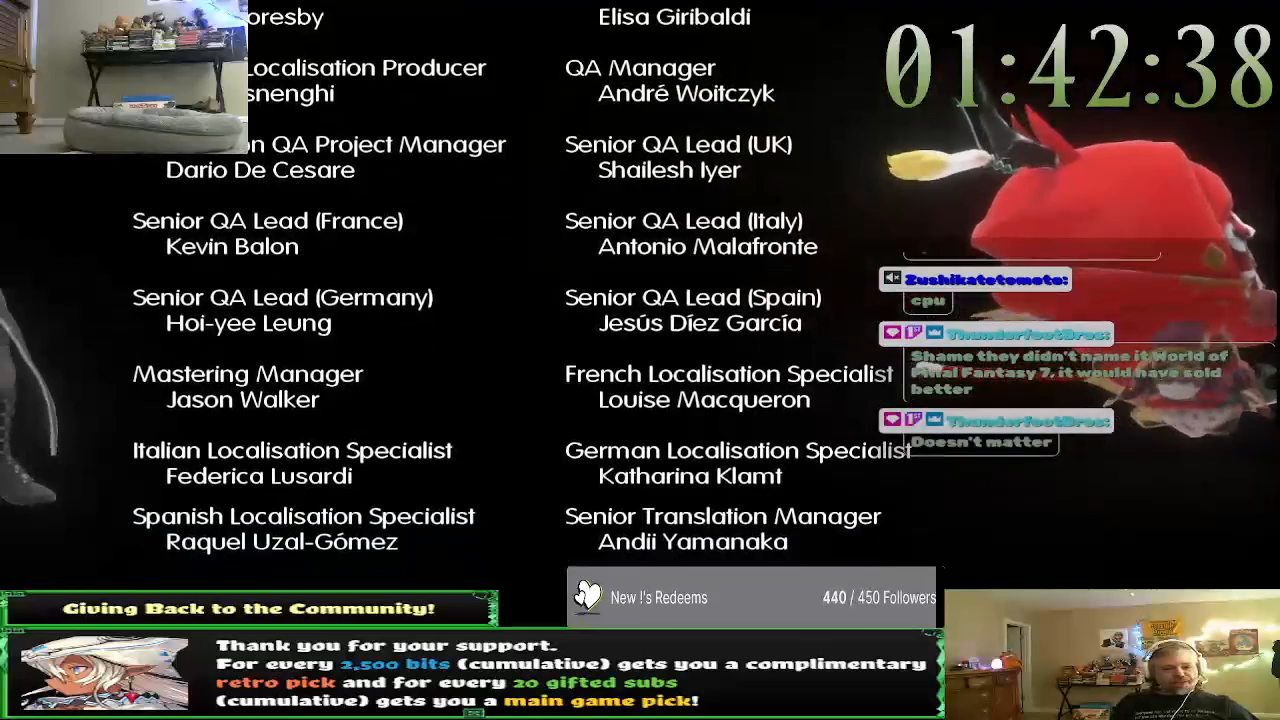 oresby
Elisa Giribaldi
Localisation Producer
snenghi
QA Manager
André Woitczyk
on QA Project Manager
Dario De Cesare
Senior QA Lead (UK)
Shailesh Iyer
Senior QA Lead (France)
Kevin Balon
Senior QA Lead (Italy)
Antonio Malafronte
Senior QA Lead (Germany)
Hoi-yee Leung
Senior QA Lead (Spain)
Jesús Díez García
Mastering Manager
Jason Walker
French Localisation Specialist
Louise Macqueron
Italian Localisation Specialist
Federica Lusardi
German Localisation Specialist
Katharina Klamt
Spanish Localisation Specialist
Raquel Uzal-Gómez
Senior Translation Manager
Andii Yamanaka
01:42:38
Zushikatotomoto:
cpu
ThunderfootBros:
Shame they didn't name it World of
Final Fantasy 7, it would have sold
better
ThunderfootBros:
Doesn't matter
New !'s Redeems
440 / 450 Followers
Giving Back to the Community!
Thank you for your support.
For every 2,500 bits (cumulative) gets you a complimentary
retro pick and for every 20 gifted subs
(cumulative) gets you a main game pick!